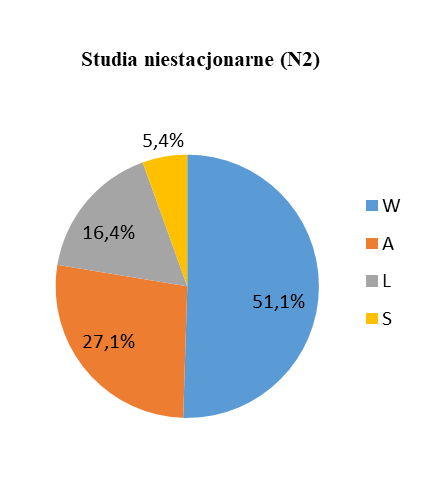 Studia niestacjonarne (N2)
5,4%
16,4%
51,1%
27,1%
W
A
L
S